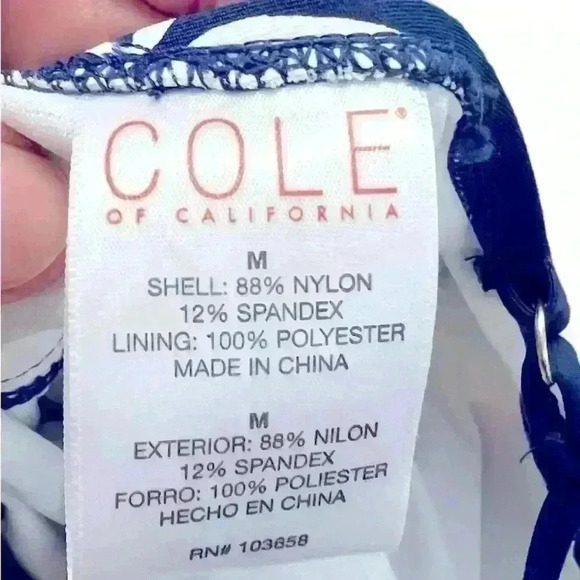 COLE®
OF CALIFORNIA
M
SHELL: 88% NYLON
12% SPANDEX
LINING: 100% POLYESTER
MADE IN CHINA
M
EXTERIOR: 88% NILON
12% SPANDEX
FORRO: 100% POLIESTER
HECHO EN CHINA
RN# 103658